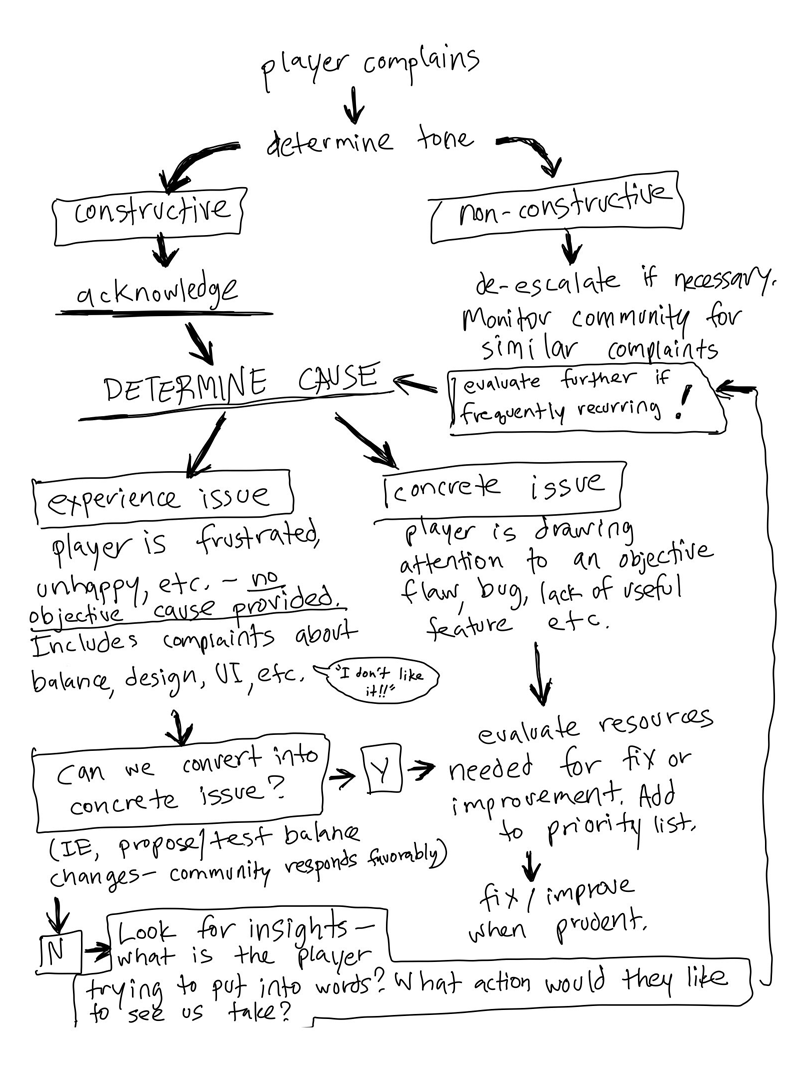 player complains
determine tone
constructive
non-constructive
acknowledge
de-escalate if necessary.
Monitor community for
similar complaints
DETERMINE CAUSE
evaluate further if
frequently recurring!
experience issue
player is frustrated,
unhappy, etc. - no
objective cause provided.
Includes complaints about
balance, design, UI, etc.
"I don't like
it!!"
concrete issue
player is drawing
attention to an objective
flaw, bug, lack of useful
feature etc.
Can we convert into
concrete issue?
Y
(IE, propose/test balance
changes- community responds favorably)
evaluate resources
needed for fix or
improvement. Add
to priority list.
fix/improve
when prudent.
N
Look for insights-
what is the player
trying to put into words? What action would they like
to see us take?